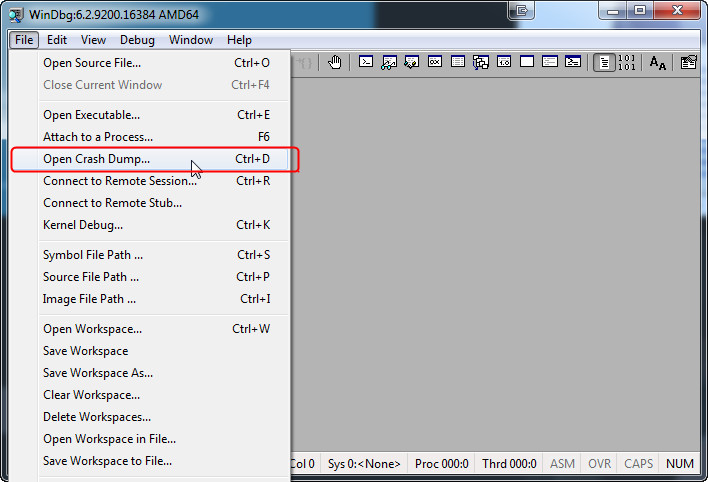 WinDbg:6.2.9200.16384 AMD64
File Edit View Debug Window Help
Open Source File... Ctrl+O
Close Current Window Ctrl+F4
Open Executable... Ctrl+E
Attach to a Process... F6
Open Crash Dump... Ctrl+D
Connect to Remote Session... Ctrl+R
Connect to Remote Stub...
Kernel Debug... Ctrl+K
Symbol File Path ... Ctrl+S
Source File Path ... Ctrl+P
Image File Path ... Ctrl+I
Open Workspace... Ctrl+W
Save Workspace
Save Workspace As...
Clear Workspace...
Delete Workspaces...
Open Workspace in File...
Save Workspace to File...
Col 0 Sys 0:<None> Proc 000:0 Thrd 000:0 ASM OVR CAPS NUM